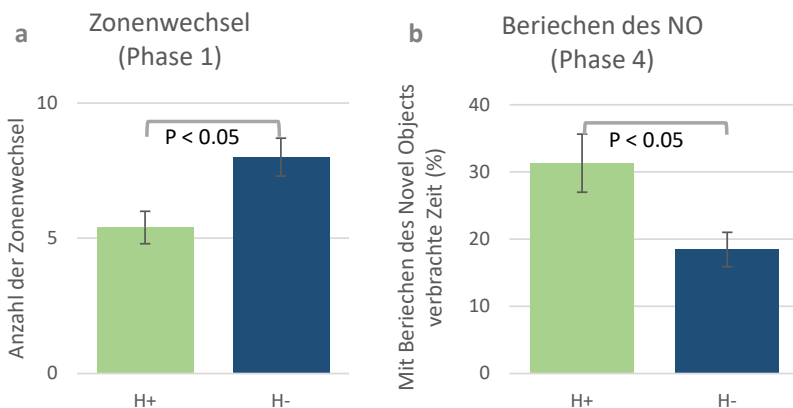 a
Zonenwechsel
(Phase 1)
Anzahl der Zonenwechsel
10
5
0
P < 0.05
H+
H-
b
Beriechen des NO
(Phase 4)
Mit Beriechen des Novel Objects
verbrachte Zeit (%)
40
30
20
10
0
P < 0.05
H+
H-